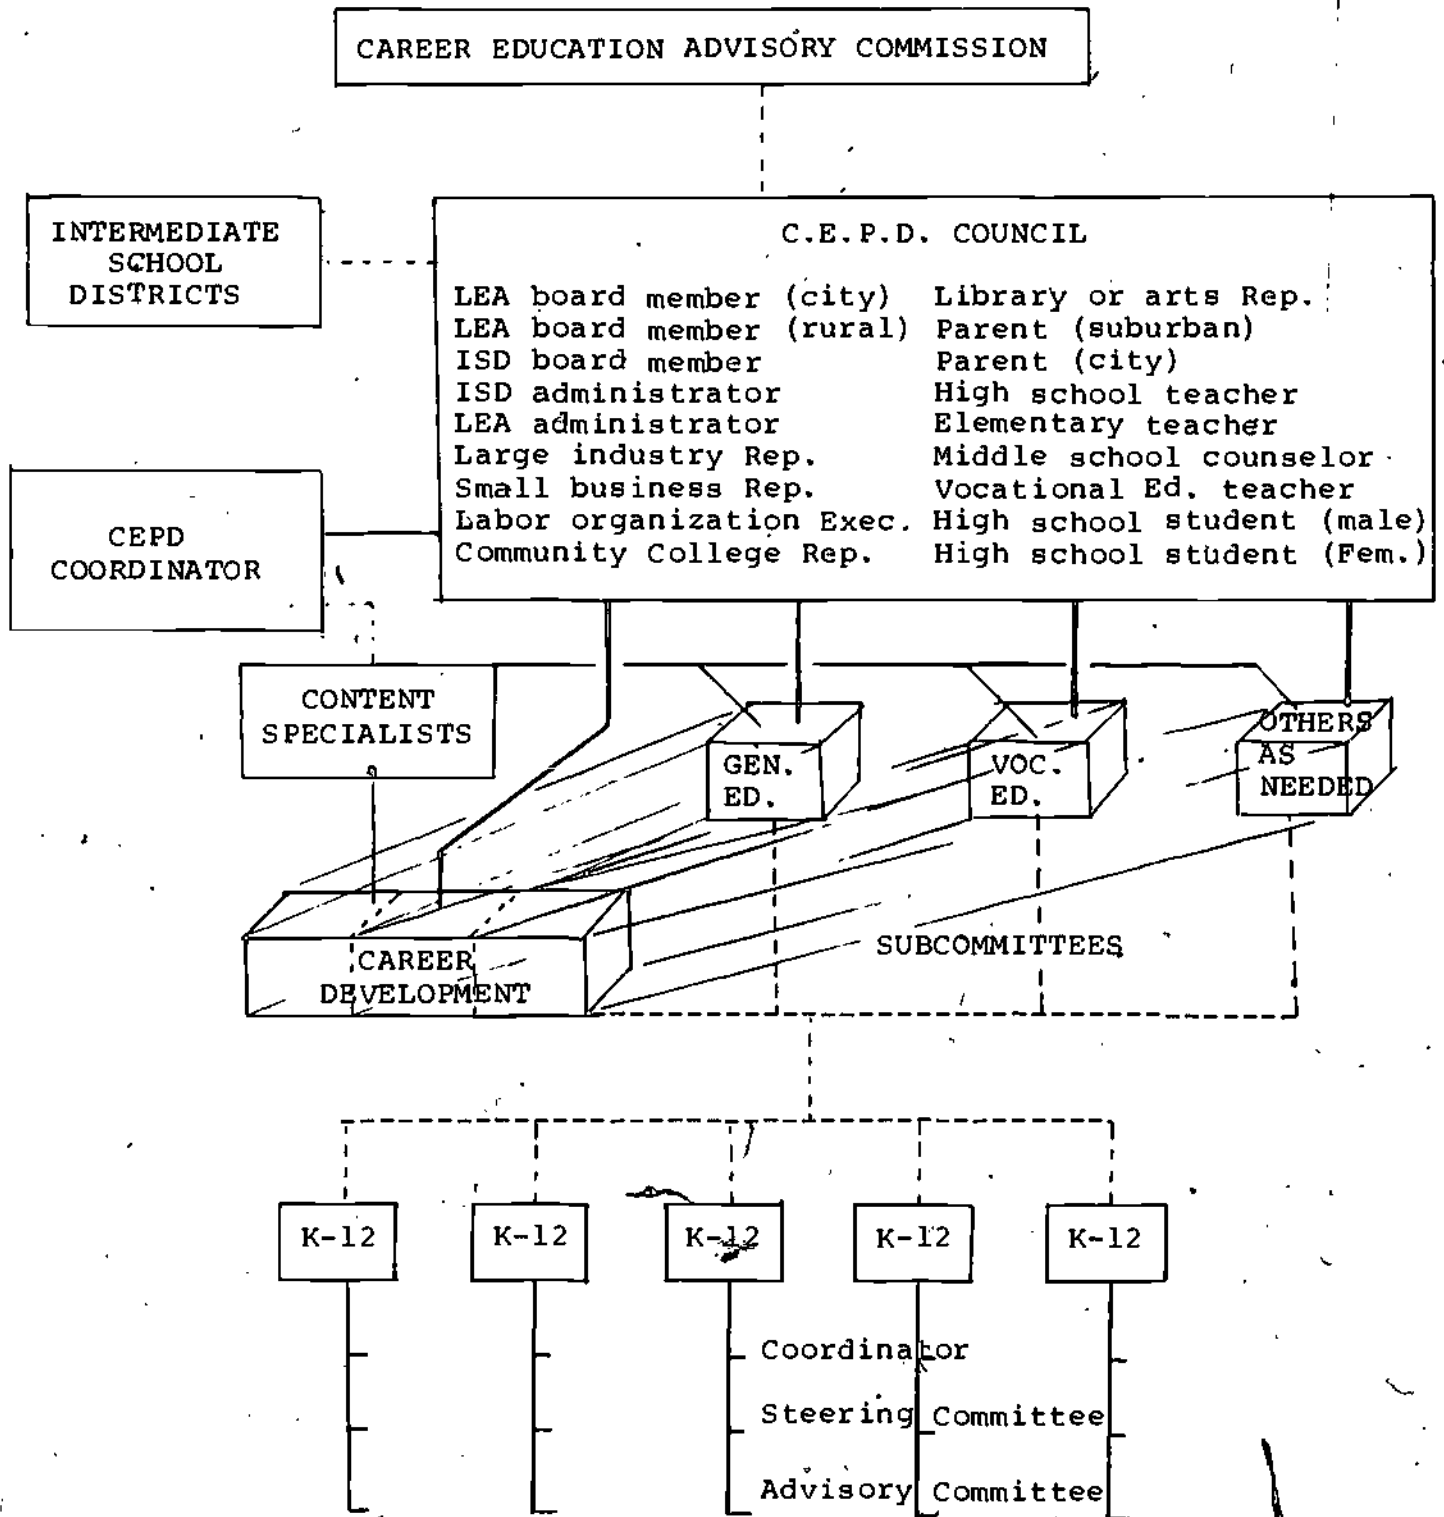 CAREER EDUCATION ADVISORY COMMISSION
INTERMEDIATE
SCHOOL
DISTRICTS
C.E.P.D. COUNCIL
LEA board member (city)
LEA board member (rural)
ISD board member
ISD administrator
LEA administrator
Large industry Rep.
Small business Rep.
Labor organization Exec.
Community College Rep.
Library or arts Rep.
Parent (suburban)
Parent (city)
High school teacher
Elementary teacher
Middle school counselor
Vocational Ed. teacher
High school student (male)
High school student (Fem.)
CEPD
COORDINATOR
CONTENT
SPECIALISTS
GEN.
ED.
VOC.
ED.
OTHERS
AS
NEEDED
CAREER
DEVELOPMENT
SUBCOMMITTEES
K-12
K-12
K-12
K-12
K-12
Coordinator
Steering Committee
Advisory Committee